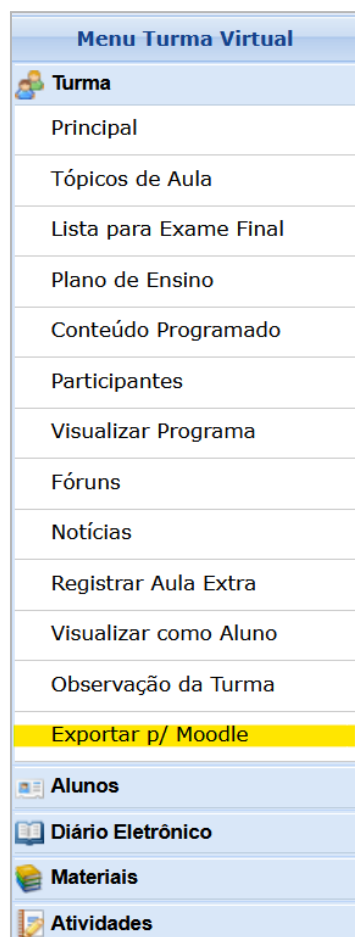 Menu Turma Virtual
Turma
Principal
Tópicos de Aula
Lista para Exame Final
Plano de Ensino
Conteúdo Programado
Participantes
Visualizar Programa
Fóruns
Notícias
Registrar Aula Extra
Visualizar como Aluno
Observação da Turma
Exportar p/ Moodle
Alunos
Diário Eletrônico
Materiais
Atividades